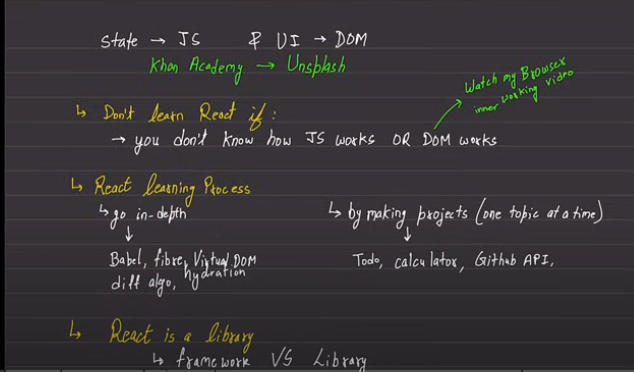 State → JS & UI → DOM
Khan Academy → Unsplash
Watch my Browser
inner working video
↳ Don't learn React if :
→ you don't know how JS works OR DOM works
↳ React learning Process
↳ go in-depth
↓
Babel, fibre, Virtual DOM
diff algo, hydration
↳ by making projects (one topic at a time)
↓
Todo, calculator, Github API,
↳ React is a library
↳ framework VS Library